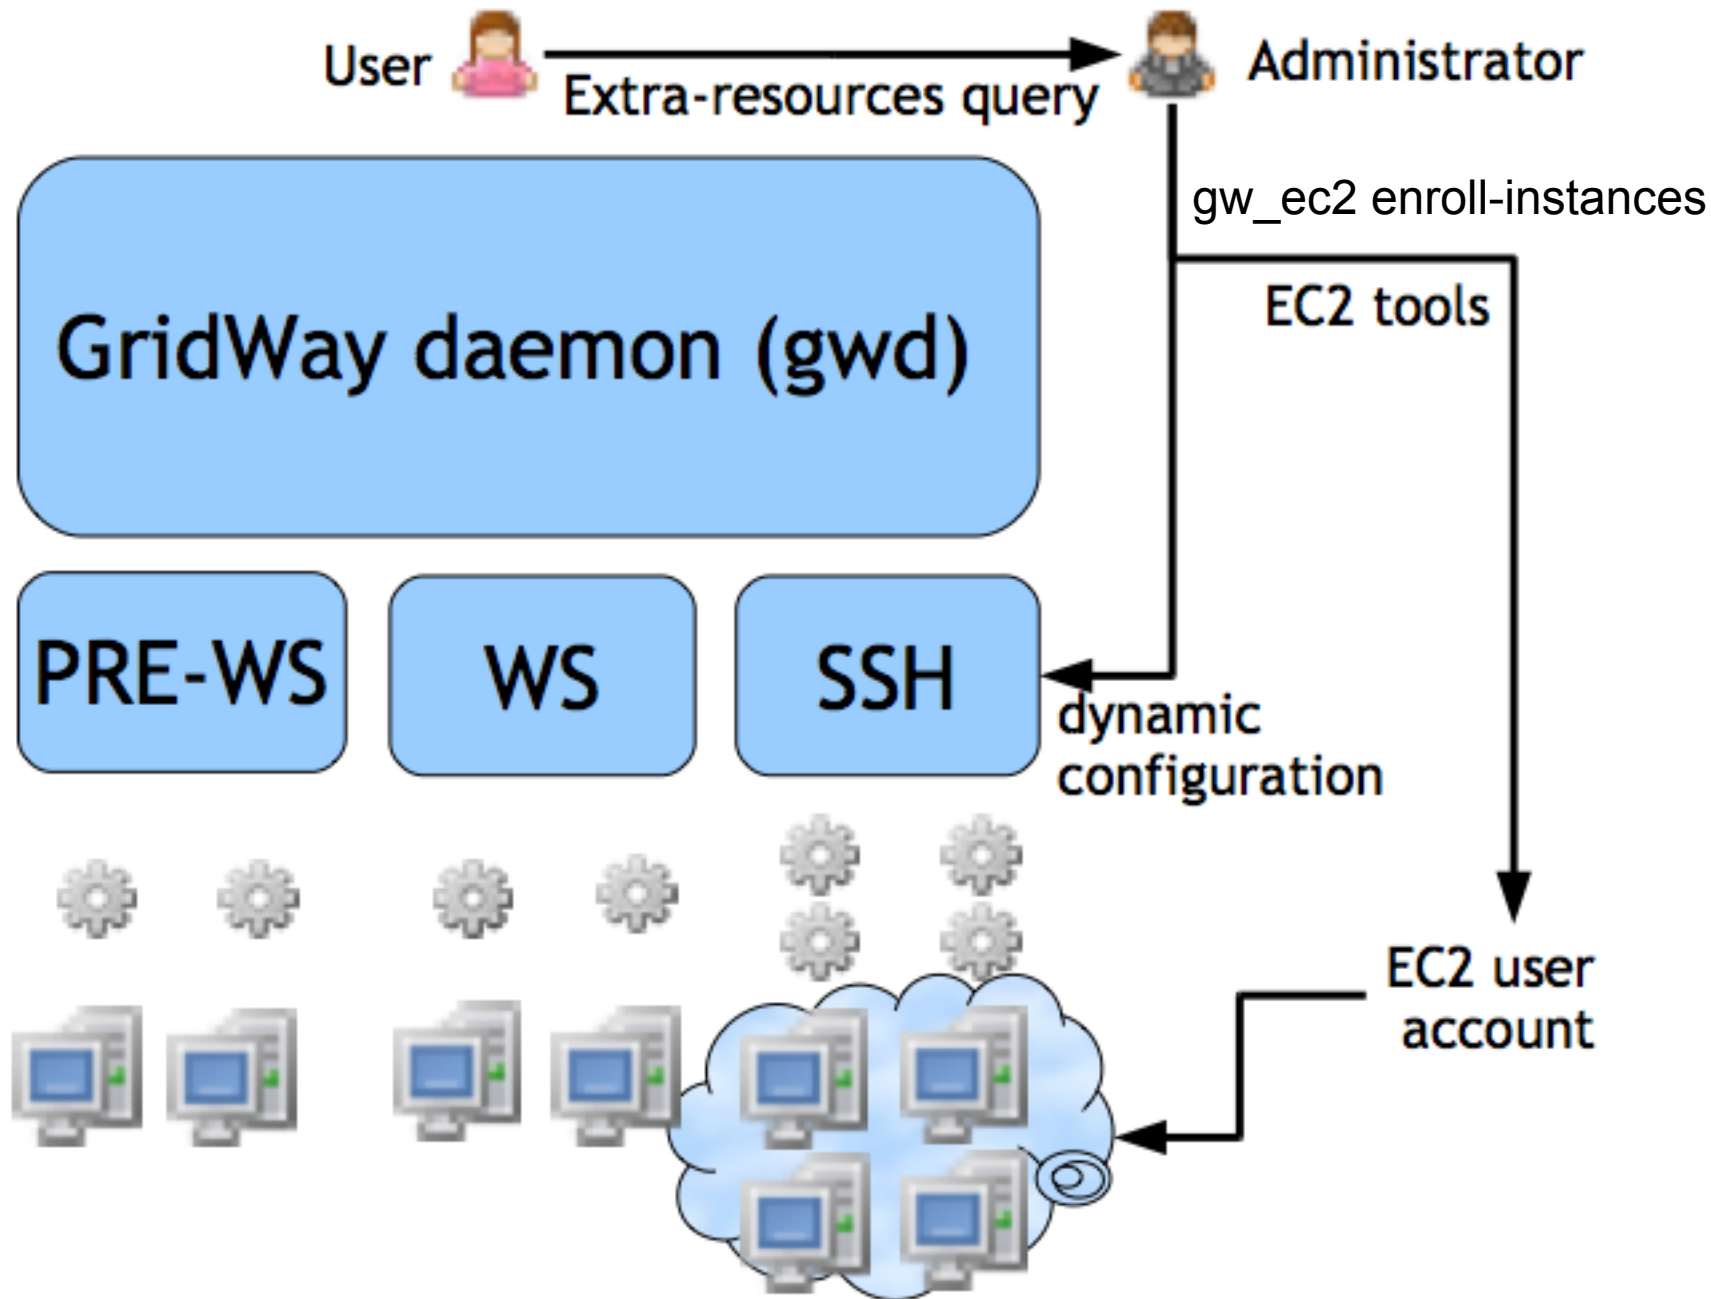 User
Administrator
Extra-resources query
gw_ec2 enroll-instances
EC2 tools
GridWay daemon (gwd)
PRE-WS
WS
SSH
dynamic
configuration
EC2 user
account